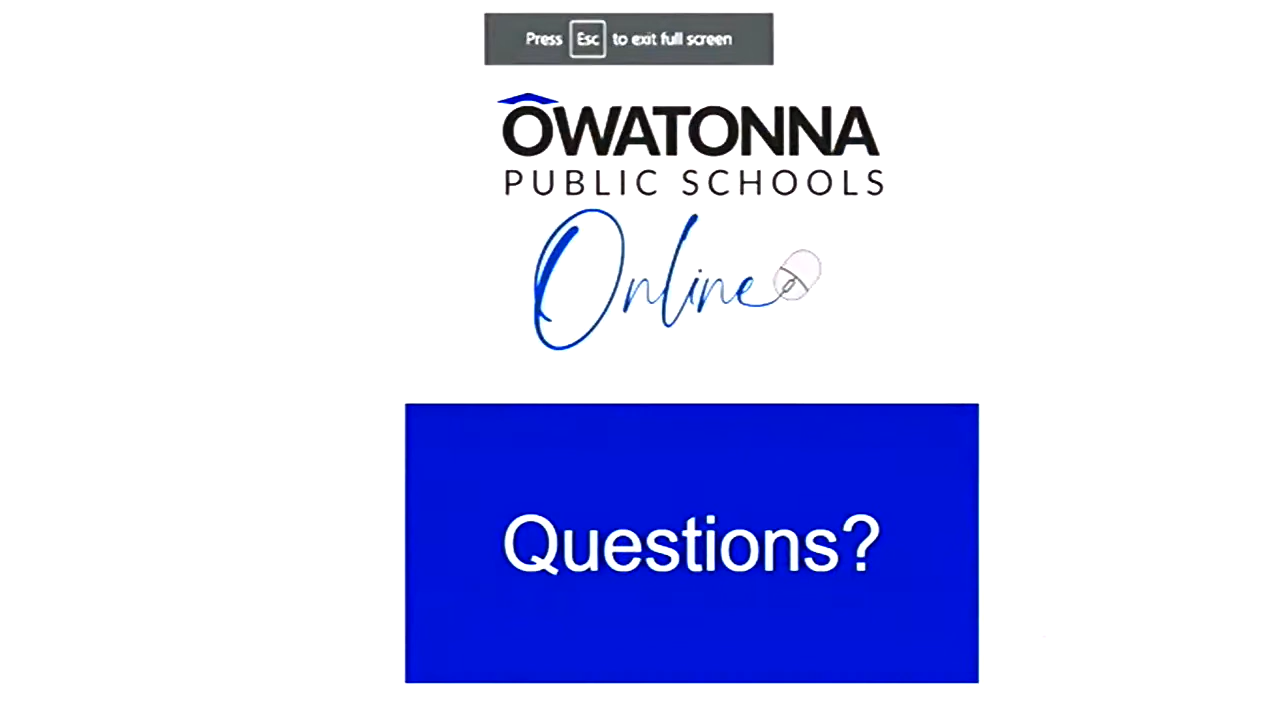 Press Esc to exit full screen
OWATONNA
PUBLIC SCHOOLS
Online
Questions?